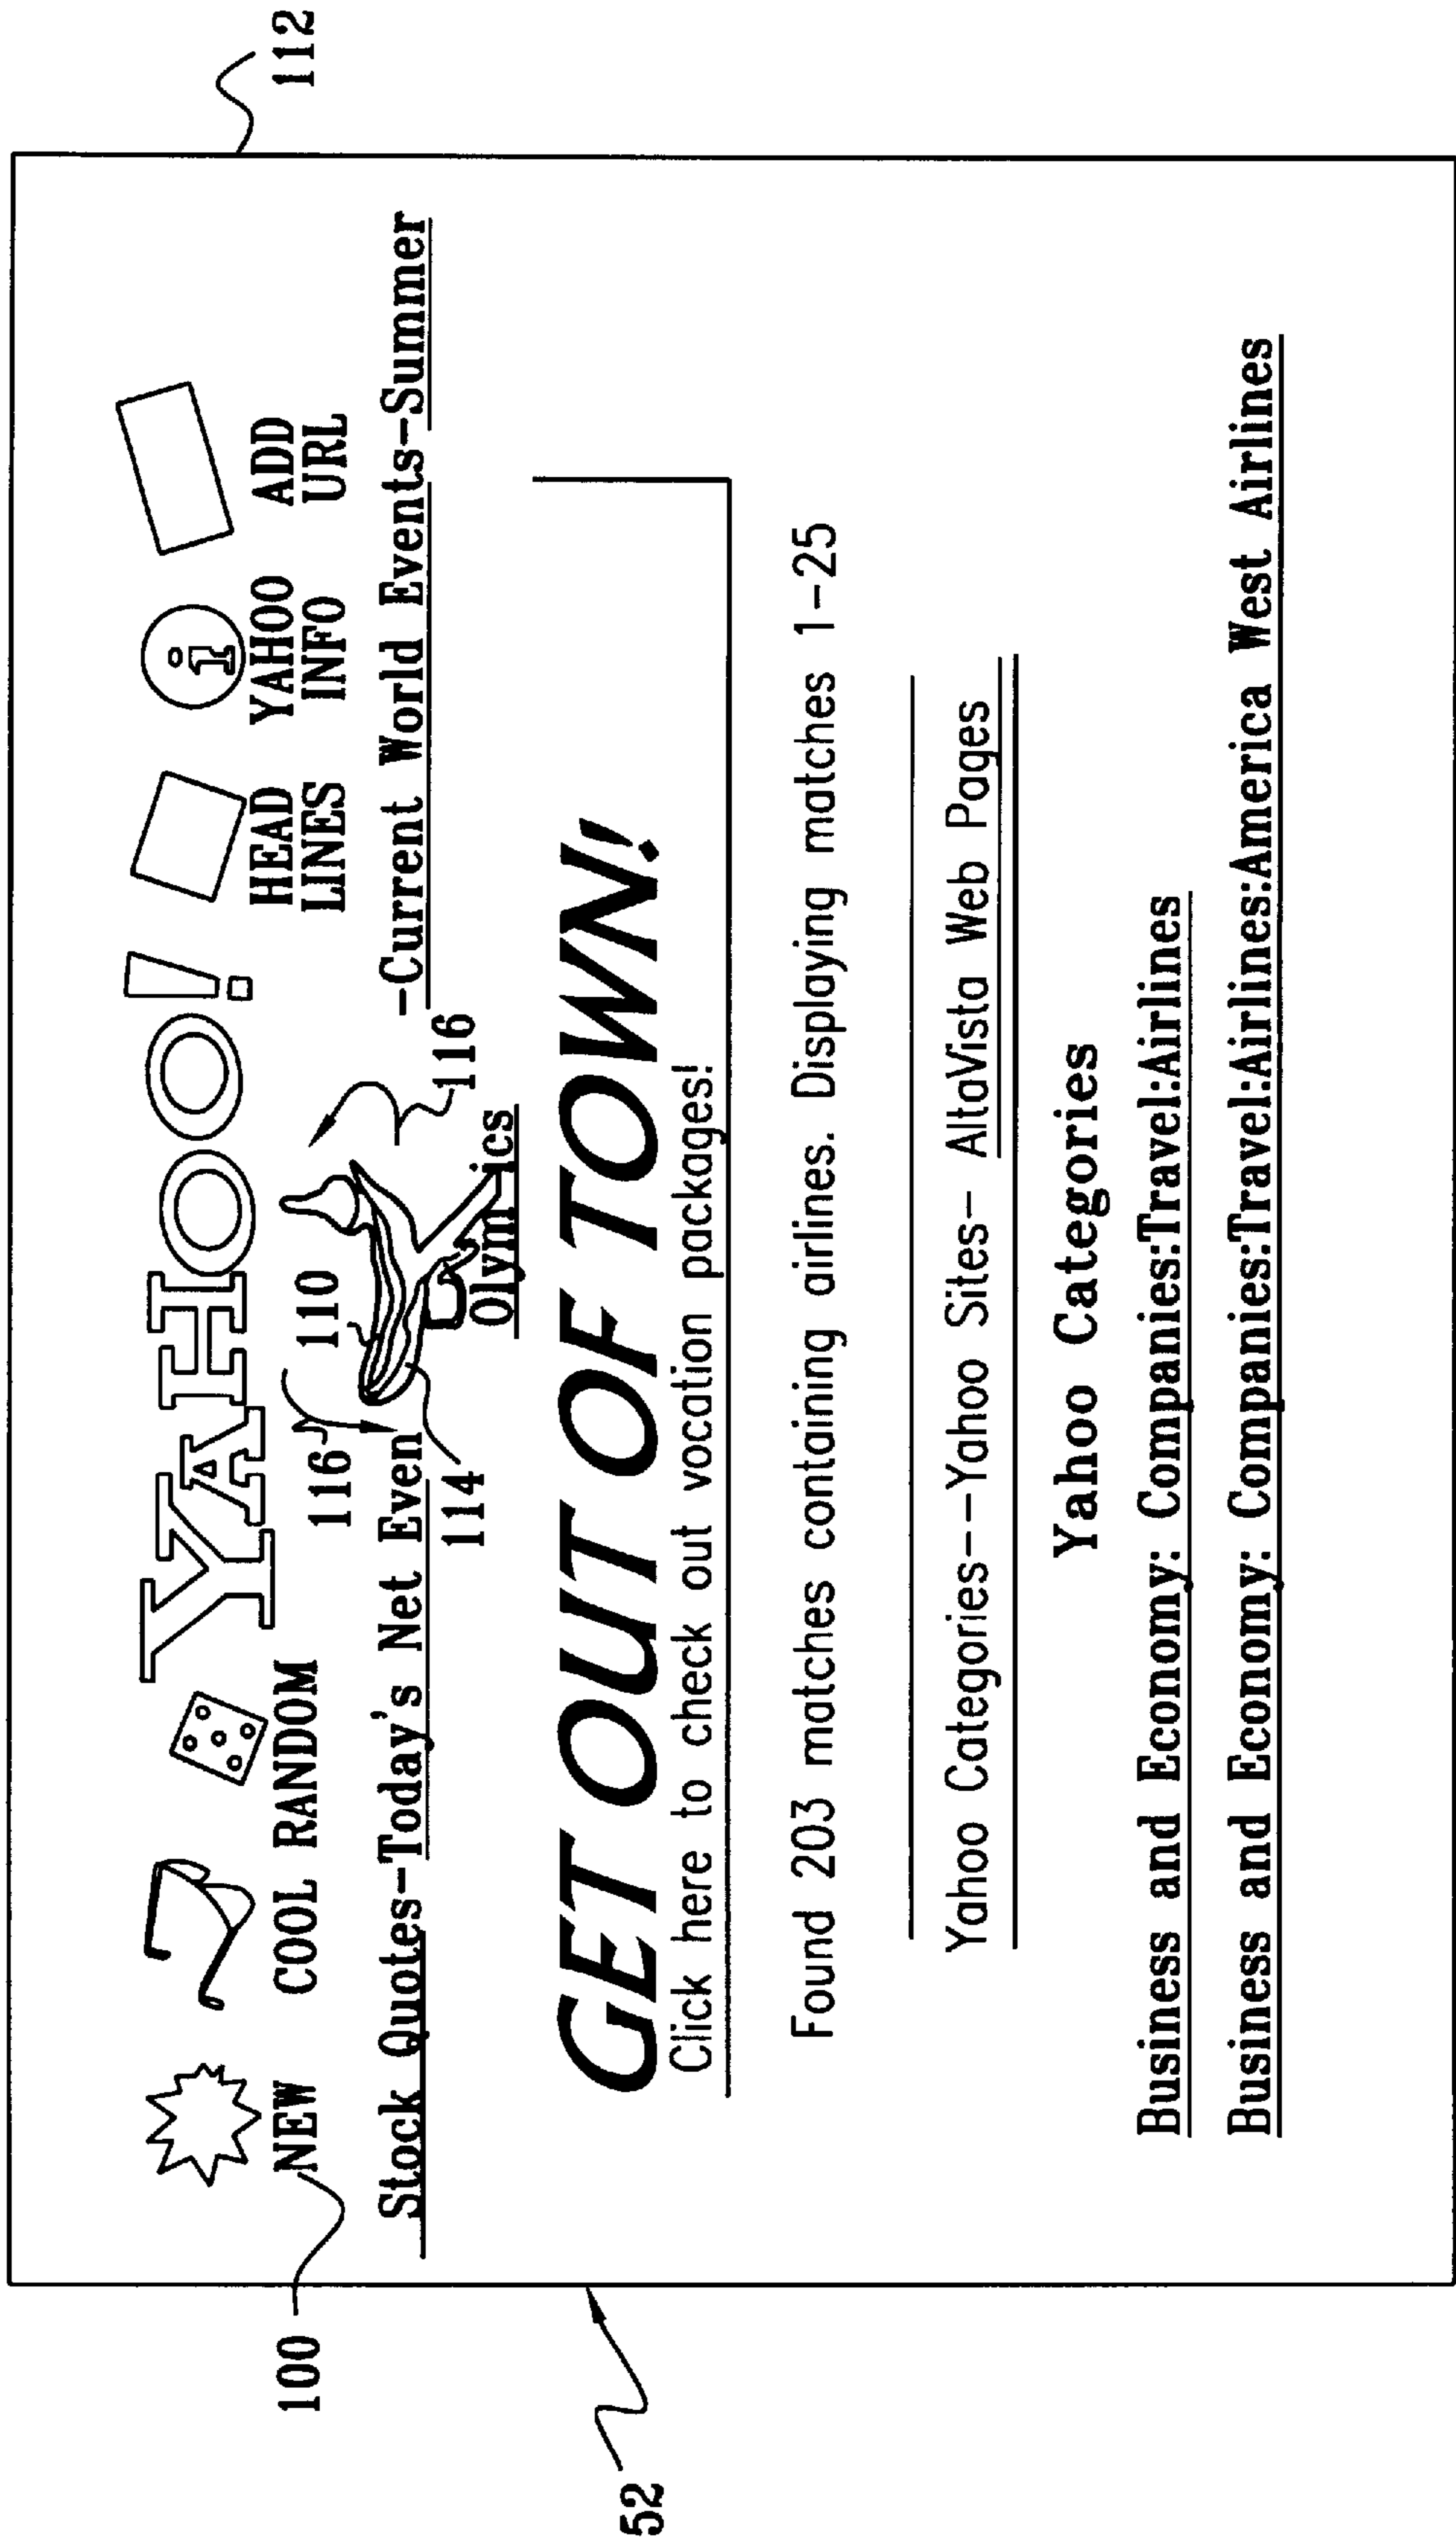 112
YAHOO!
NEW COOL RANDOM HEAD LINES YAHOO INFO ADD URL
100
116 110
Stock Quotes-Today's Net Even -Current World Events-Summer
114 116
Olym ics
GET OUT OF TOWN!
Click here to check out vocation packages!
52
Found 203 matches containing airlines. Displaying matches 1-25
Yahoo Categories--Yahoo Sites- AltaVista Web Pages
Yahoo Categories
Business and Economy: Companies:Travel:Airlines
Business and Economy: Companies:Travel:Airlines:America West Airlines